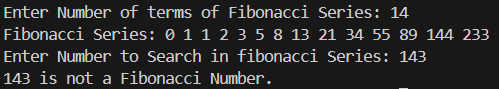 Enter Number of terms of Fibonacci Series: 14
Fibonacci Series: 0 1 1 2 3 5 8 13 21 34 55 89 144 233
Enter Number to Search in fibonacci Series: 143
143 is not a Fibonacci Number.